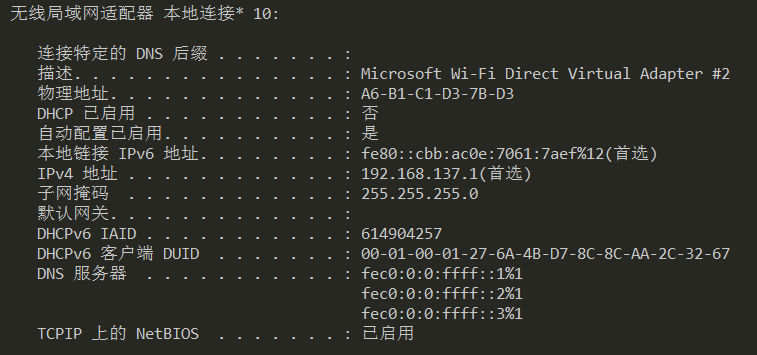 无线局域网适配器 本地连接* 10:
连接特定的 DNS 后缀 . . . . . . . :
描述. . . . . . . . . . . . . . . : Microsoft Wi-Fi Direct Virtual Adapter #2
物理地址. . . . . . . . . . . . . : A6-B1-C1-D3-7B-D3
DHCP 已启用 . . . . . . . . . . . : 否
自动配置已启用. . . . . . . . . . : 是
本地链接 IPv6 地址. . . . . . . . : fe80::cbb:ac0e:7061:7aef%12(首选)
IPv4 地址 . . . . . . . . . . . . : 192.168.137.1(首选)
子网掩码  . . . . . . . . . . . . : 255.255.255.0
默认网关. . . . . . . . . . . . . :
DHCPv6 IAID . . . . . . . . . . . : 614904257
DHCPv6 客户端 DUID  . . . . . . . : 00-01-00-01-27-6A-4B-D7-8C-8C-AA-2C-32-67
DNS 服务器  . . . . . . . . . . . : fec0:0:0:ffff::1%1
fec0:0:0:ffff::2%1
fec0:0:0:ffff::3%1
TCPIP 上的 NetBIOS  . . . . . . . : 已启用